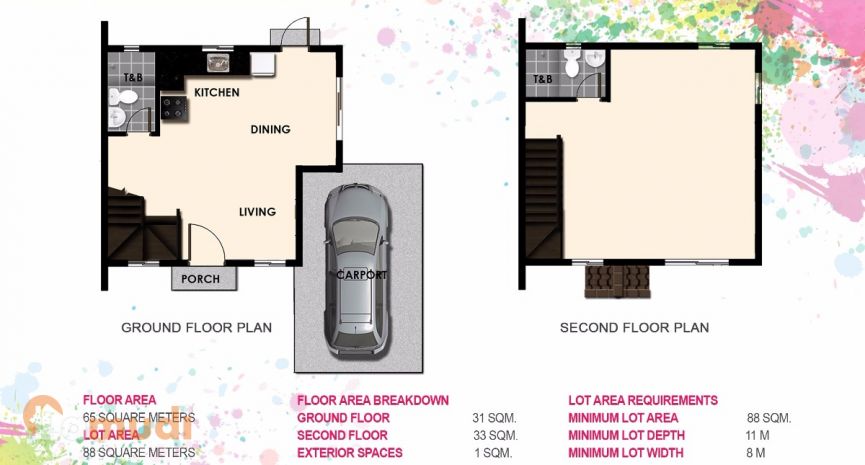 T&B
KITCHEN
DINING
LIVING
PORCH
CARPORT
GROUND FLOOR PLAN
T&B
SECOND FLOOR PLAN
FLOOR AREA
65 SQUARE METERS
LOT AREA
88 SQUARE METERS
FLOOR AREA BREAKDOWN
GROUND FLOOR 31 SQM.
SECOND FLOOR 33 SQM.
EXTERIOR SPACES 1 SQM.
LOT AREA REQUIREMENTS
MINIMUM LOT AREA 88 SQM.
MINIMUM LOT DEPTH 11 M
MINIMUM LOT WIDTH 8 M